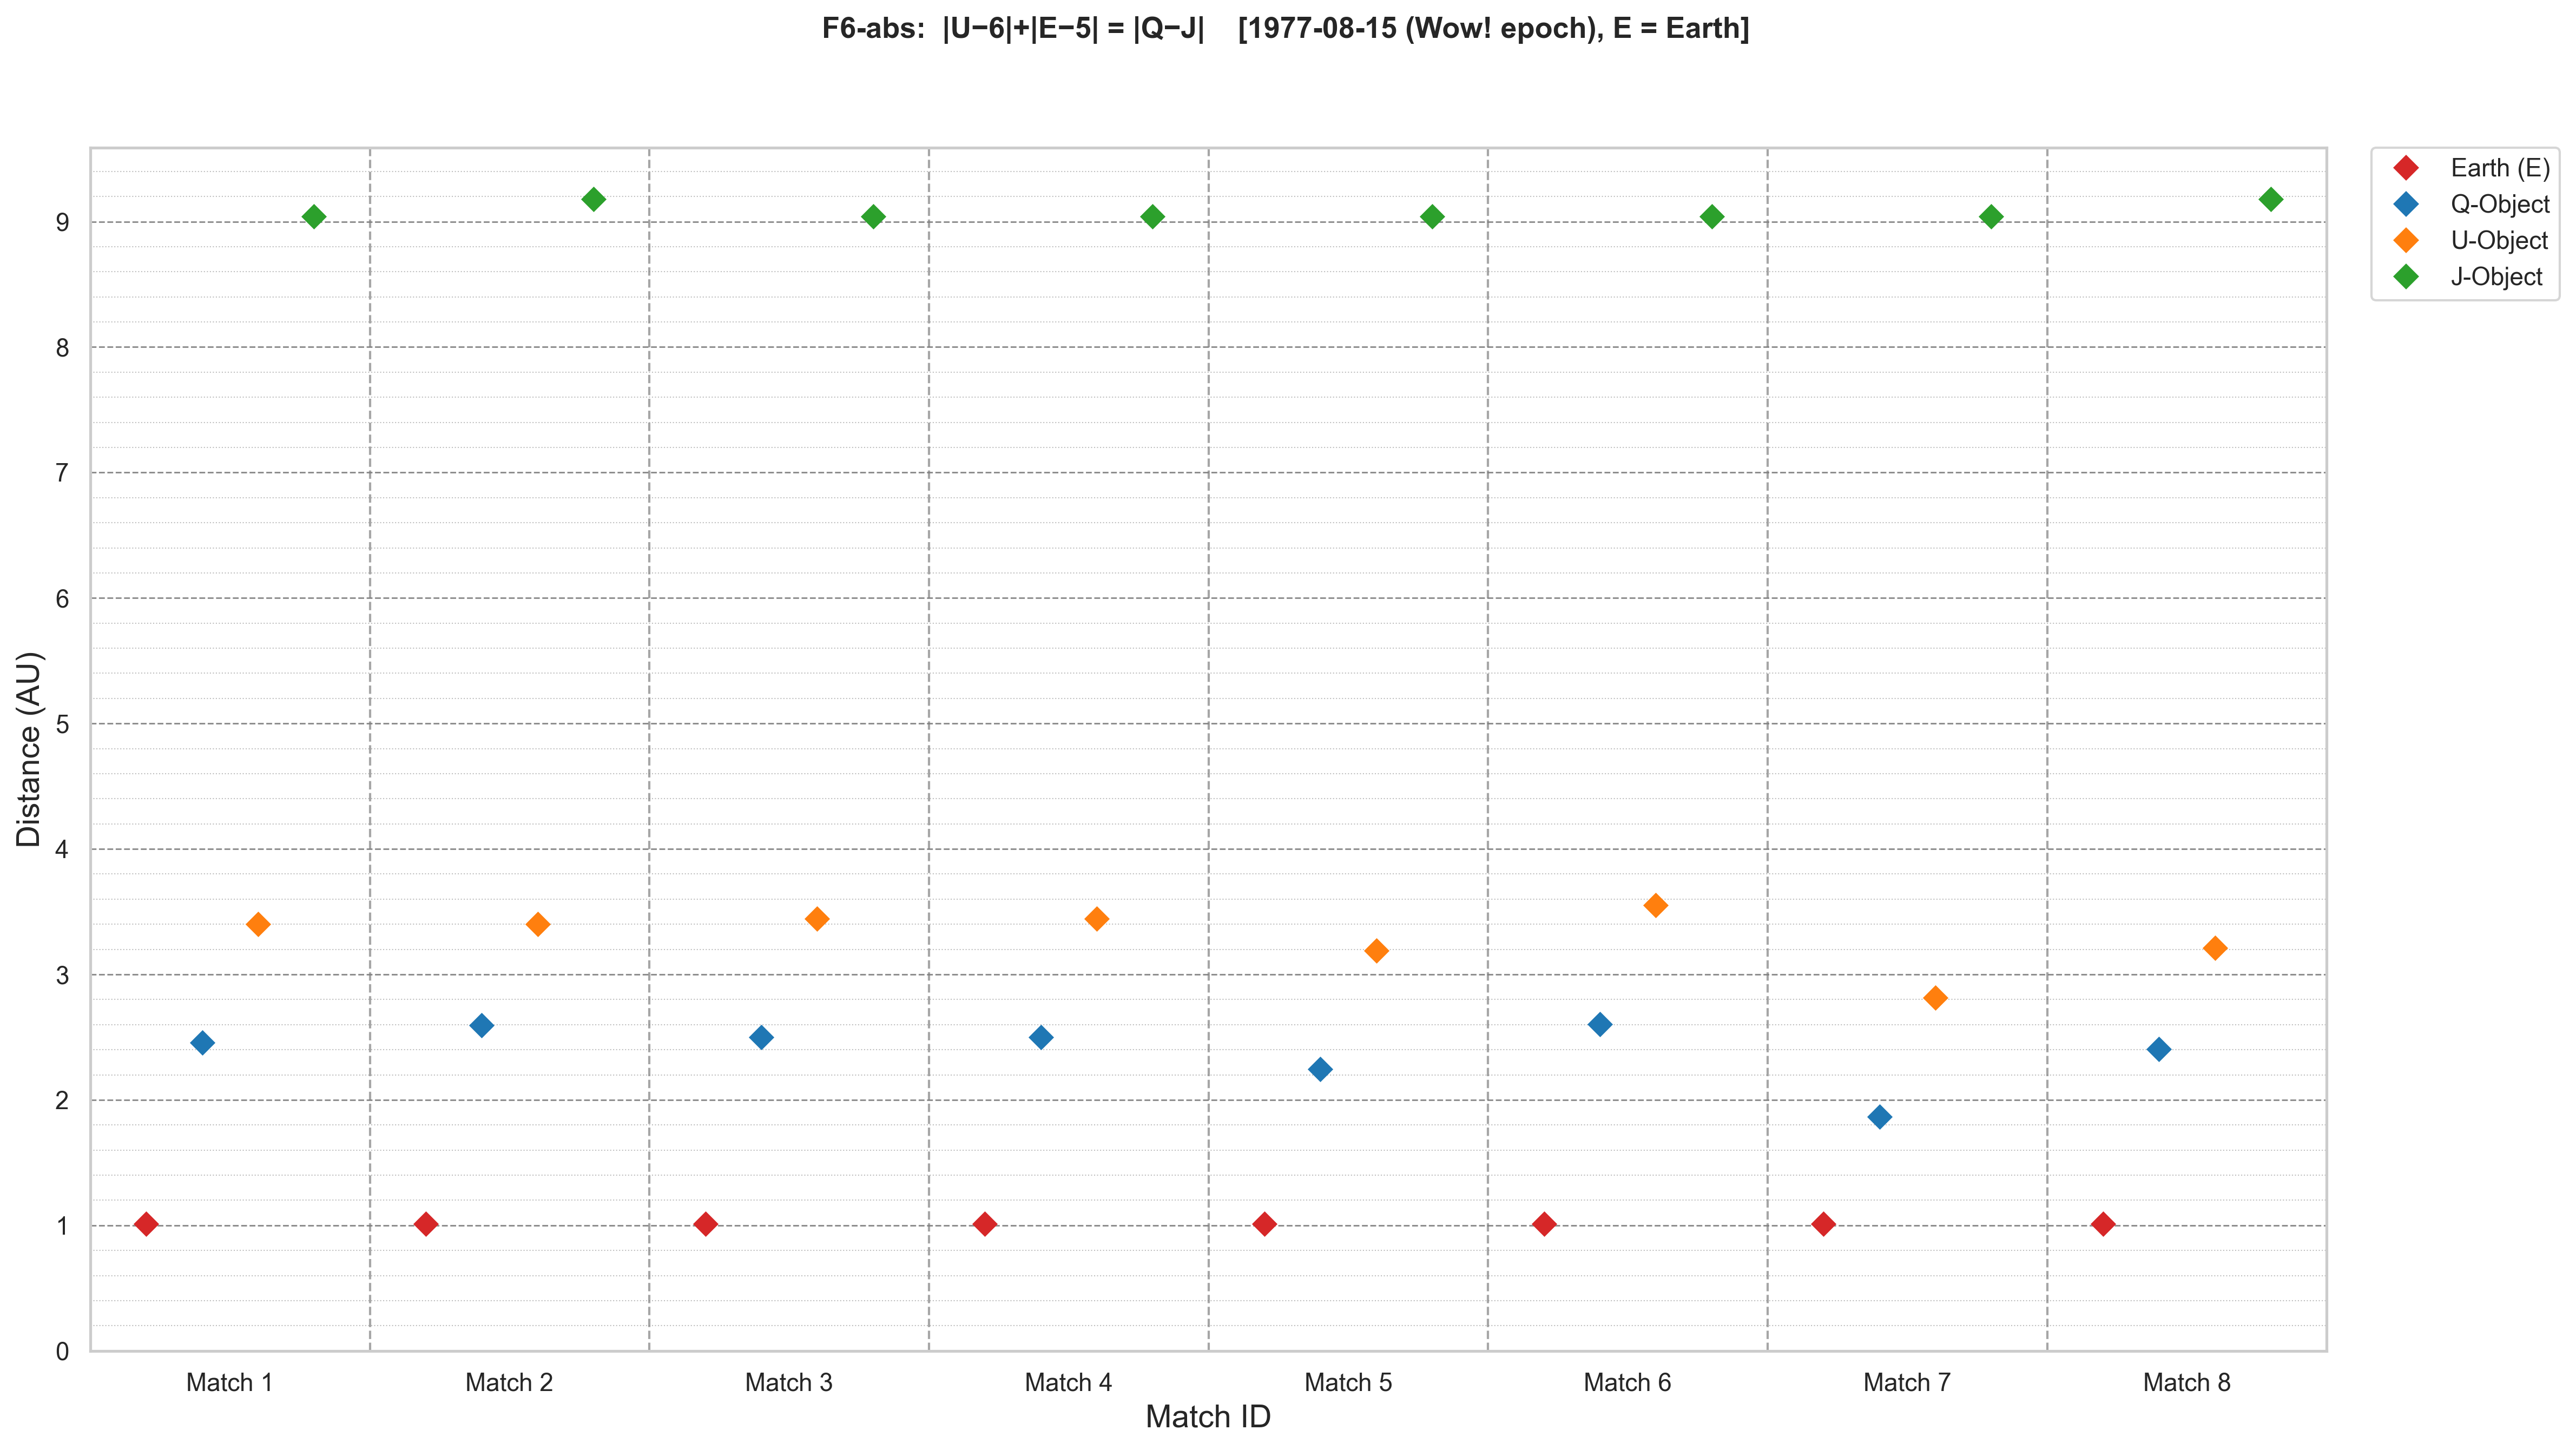 F6-abs:  |U−6|+|E−5| = |Q−J|    [1977-08-15 (Wow! epoch), E = Earth]
Earth (E)
Q-Object
U-Object
J-Object
Distance (AU)
9
8
7
6
5
4
3
2
1
0
Match 1 Match 2 Match 3 Match 4 Match 5 Match 6 Match 7 Match 8
Match ID